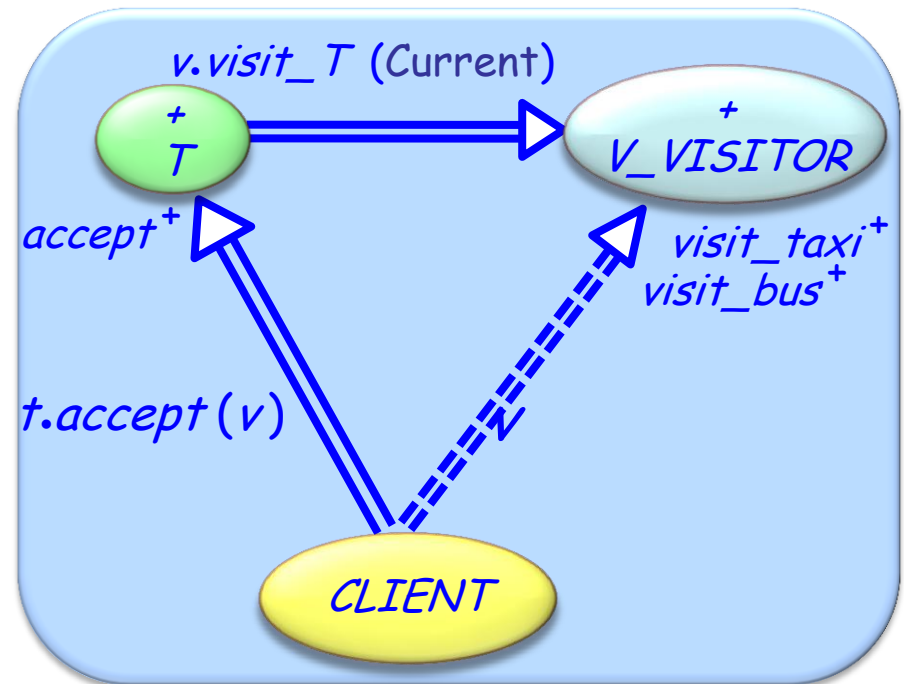 v.visit_T (Current)
+
T
+
V_VISITOR
accept+
visit_taxi+
visit_bus+
t.accept (v)
v
CLIENT